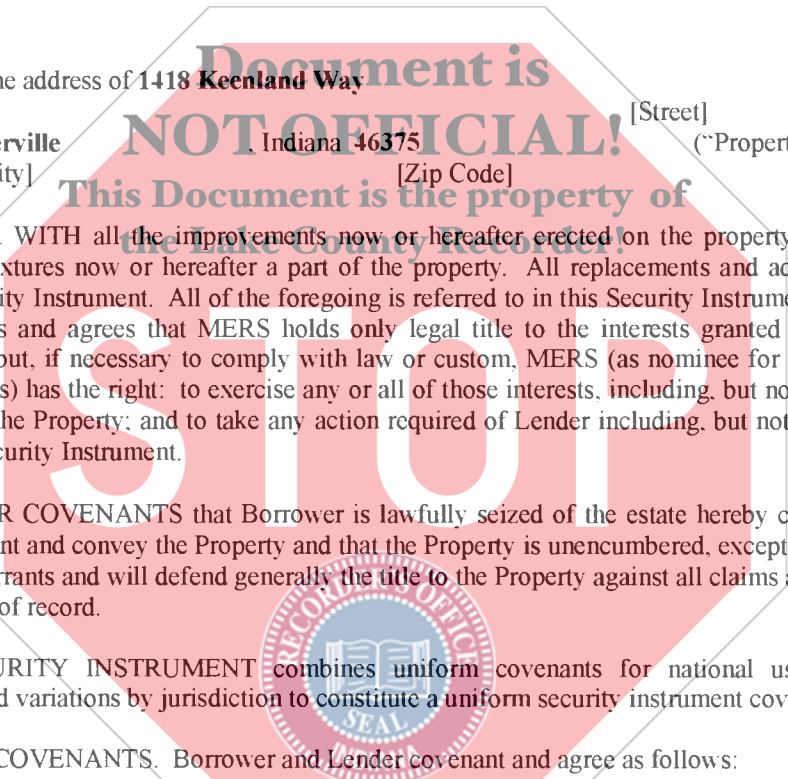 Document is
ne address of 1418 Keenland Way
[Street]
NOT OFFICIAL!
erville , Indiana 46375 ("Propert
ity] [Zip Code]
This Document is the property of
the Lake County Recorder!
WITH all the improvements now or hereafter erected on the property
xtures now or hereafter a part of the property. All replacements and ad
ity Instrument. All of the foregoing is referred to in this Security Instrume
s and agrees that MERS holds only legal title to the interests granted
but, if necessary to comply with law or custom, MERS (as nominee for
s) has the right: to exercise any or all of those interests, including, but no
the Property; and to take any action required of Lender including, but not
curity Instrument.
STOP
R COVENANTS that Borrower is lawfully seized of the estate hereby c
nt and convey the Property and that the Property is unencumbered, except
rrants and will defend generally the title to the Property against all claims a
of record.
RECORDER'S OFFICE
URITY INSTRUMENT combines uniform covenants for national us
d variations by jurisdiction to constitute a uniform security instrument cov
SEAL
INDIANA
COVENANTS. Borrower and Lender covenant and agree as follows: